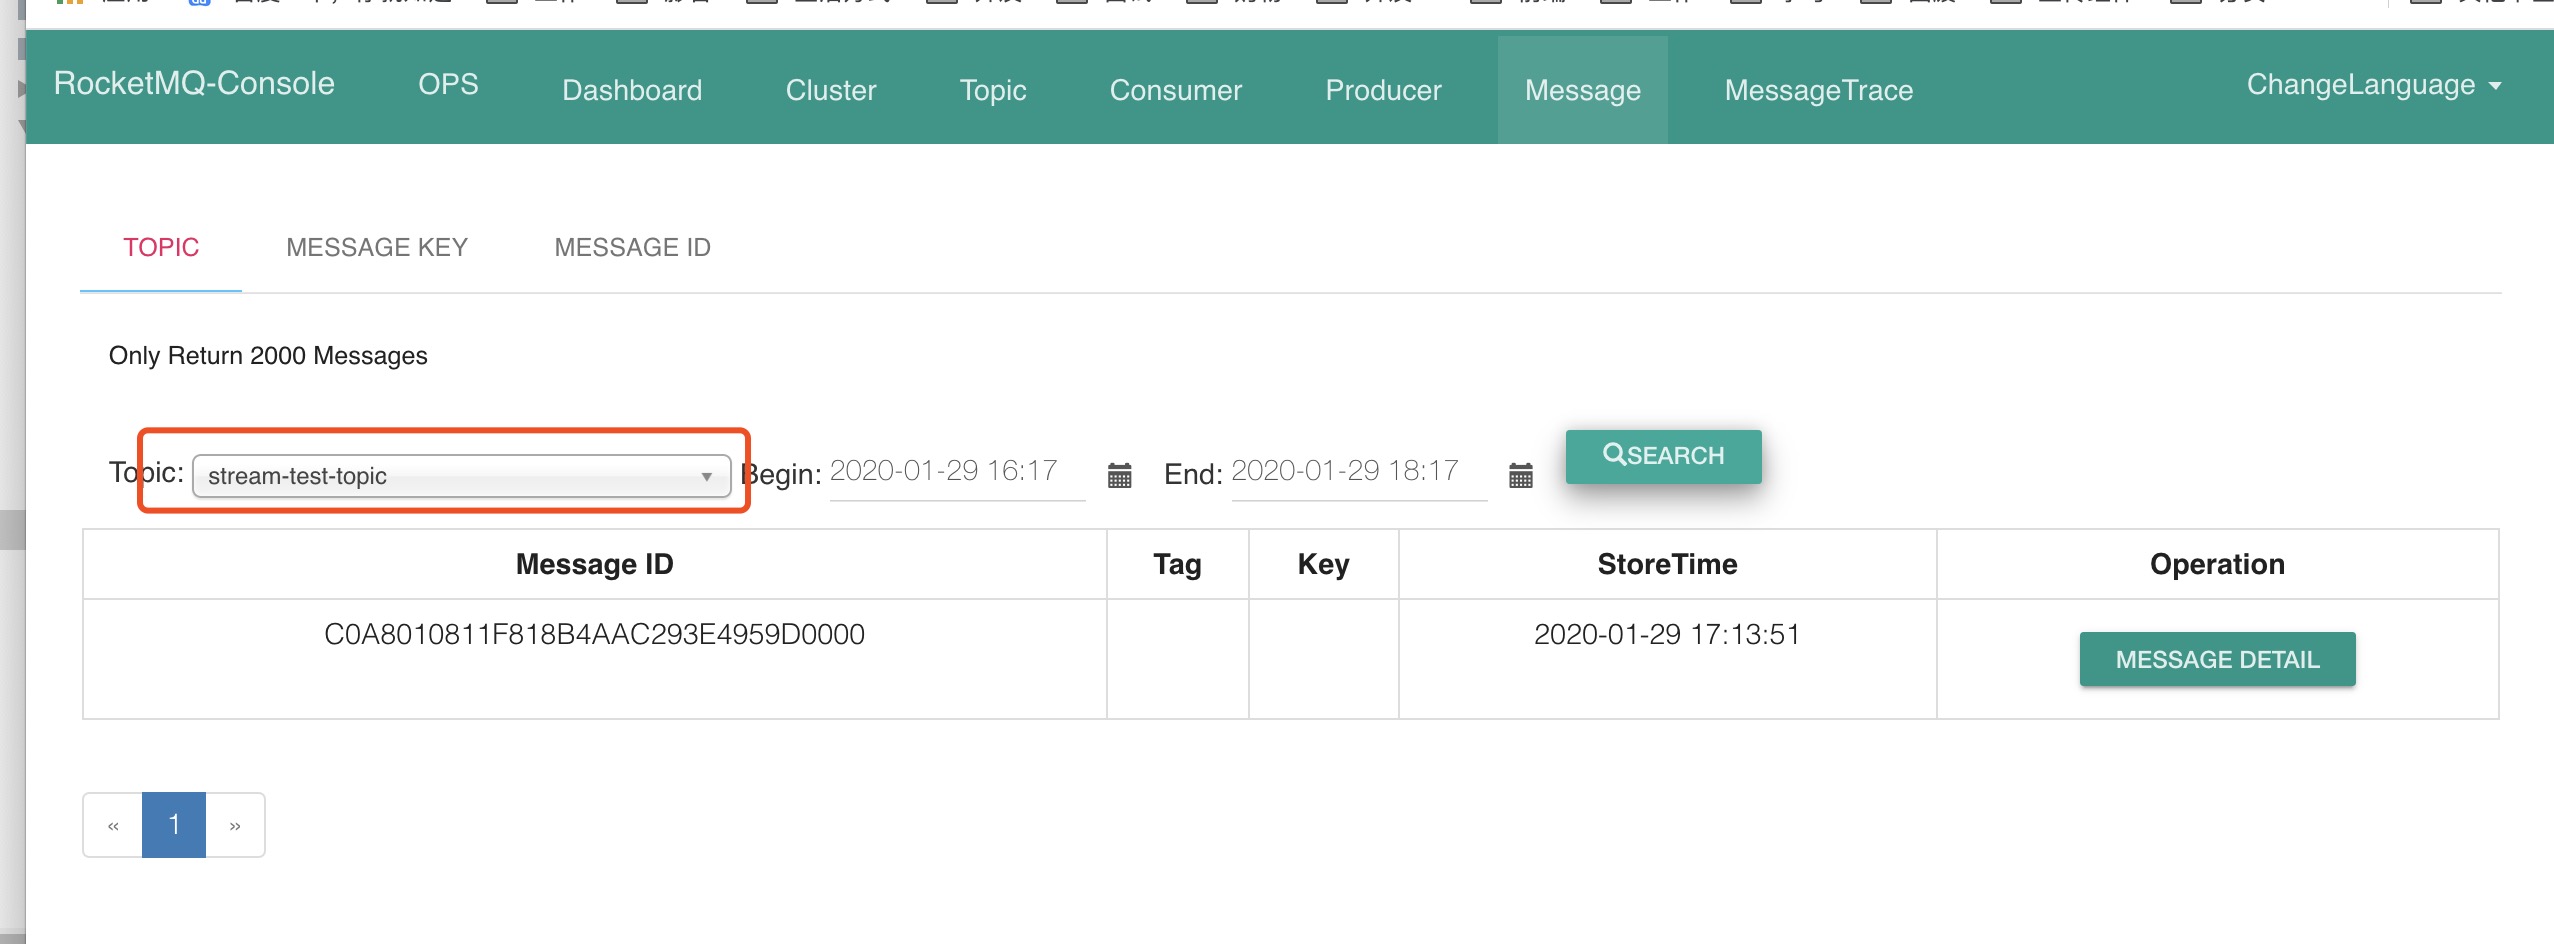 RocketMQ-Console OPS Dashboard Cluster Topic Consumer Producer Message MessageTrace ChangeLanguage
TOPIC MESSAGE KEY MESSAGE ID
Only Return 2000 Messages
Topic: stream-test-topic Begin: 2020-01-29 16:17 End: 2020-01-29 18:17 SEARCH
Message ID Tag Key StoreTime Operation
C0A8010811F818B4AAC293E4959D0000 2020-01-29 17:13:51 MESSAGE DETAIL
« 1 »